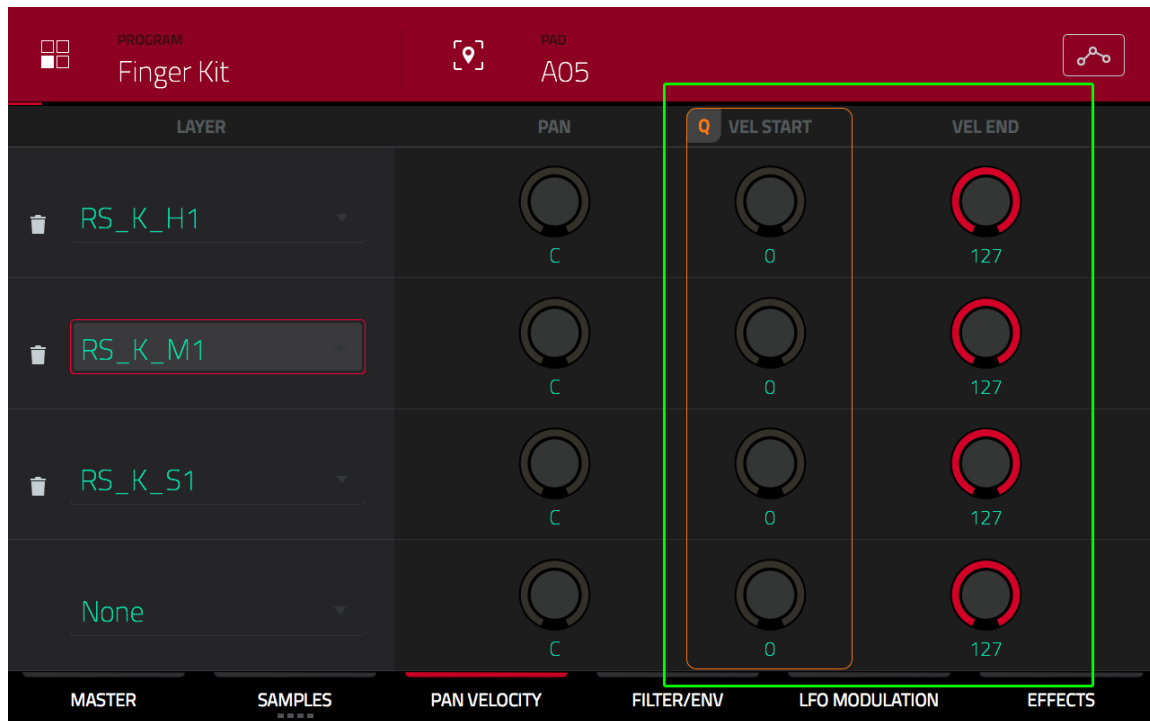 PROGRAM PAD
Finger Kit A05
LAYER PAN Q VEL START VEL END
RS_K_H1
C 0 127
RS_K_M1
C 0 127
RS_K_S1
C 0 127
None
C 0 127
MASTER SAMPLES PAN VELOCITY FILTER/ENV LFO MODULATION EFFECTS